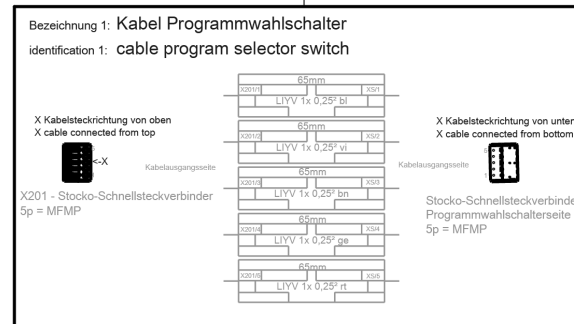 Bezeichnung 1: Kabel Programmwahlschalter
identification 1: cable program selector switch
X Kabelsteckrichtung von oben
X cable connected from top
<-X
X201 - Stocko-Schnellsteckverbinder
5p = MFMP
Kabelausgangsseite
65mm
X201/1 XS/1
LIYV 1x 0,25² bl
65mm
X201/2 XS/2
LIYV 1x 0,25² vi
65mm
X201/3 XS/3
LIYV 1x 0,25² bn
65mm
X201/4 XS/4
LIYV 1x 0,25² ge
65mm
X201/5 XS/5
LIYV 1x 0,25² rt
X Kabelsteckrichtung von unten
X cable connected from bottom
Kabelausgangsseite
Stocko-Schnellsteckverbinde
Programmwahlschalterseite
5p = MFMP